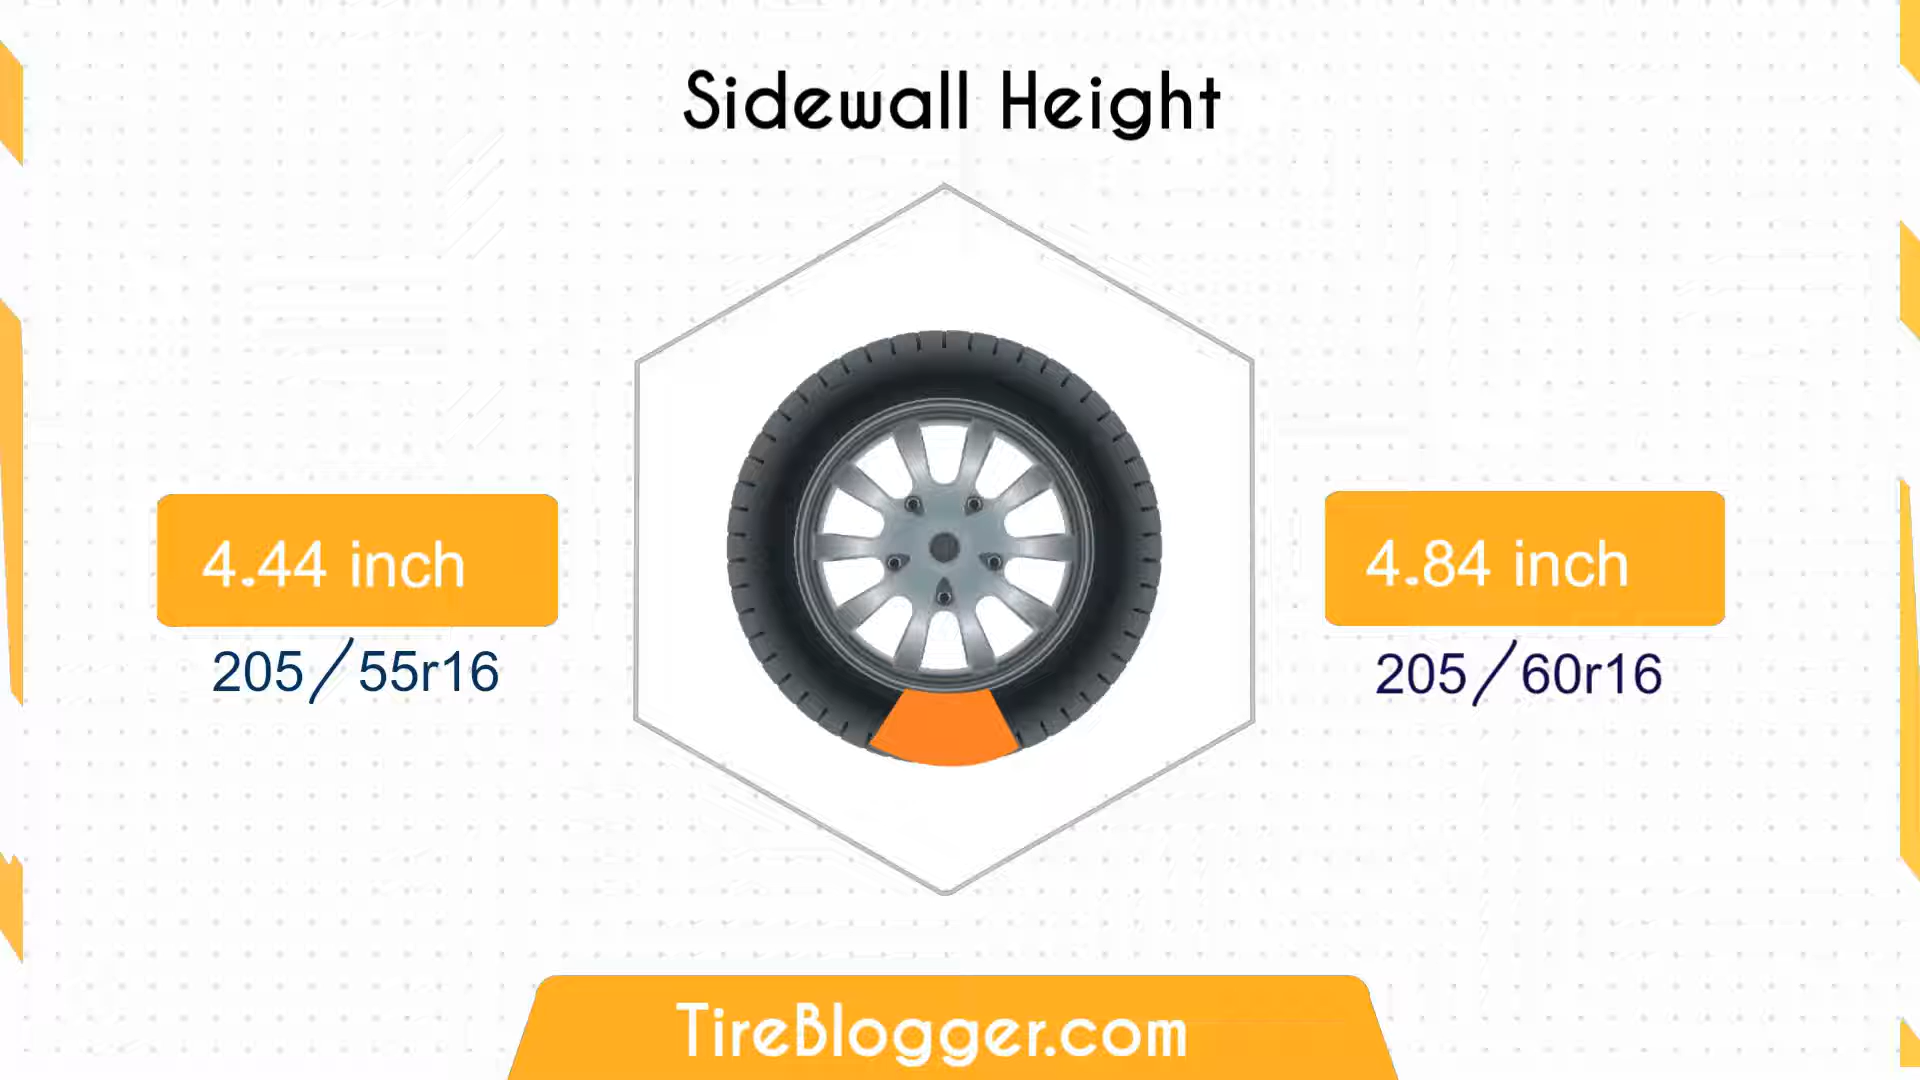 Sidewall Height
4.44 inch
205/55r16
4.84 inch
205/60r16
TireBlogger.com